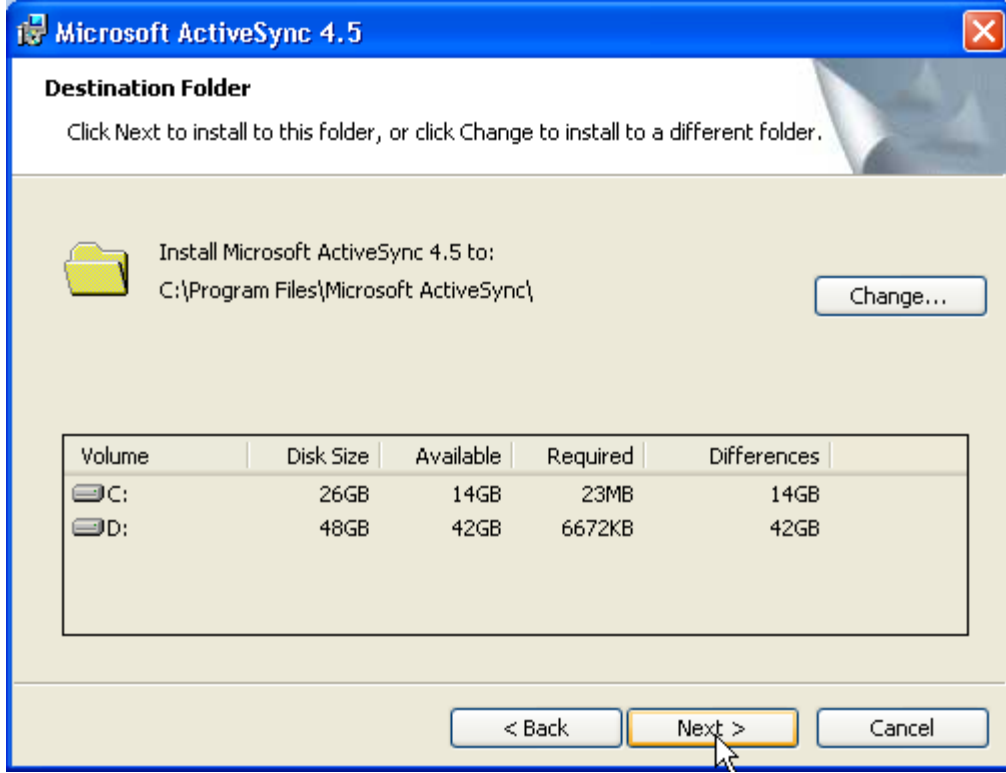 Microsoft ActiveSync 4.5
Destination Folder
Click Next to install to this folder, or click Change to install to a different folder.
Install Microsoft ActiveSync 4.5 to:
C:\Program Files\Microsoft ActiveSync\
Change...
Volume Disk Size Available Required Differences
C: 26GB 14GB 23MB 14GB
D: 48GB 42GB 6672KB 42GB
< Back Next > Cancel